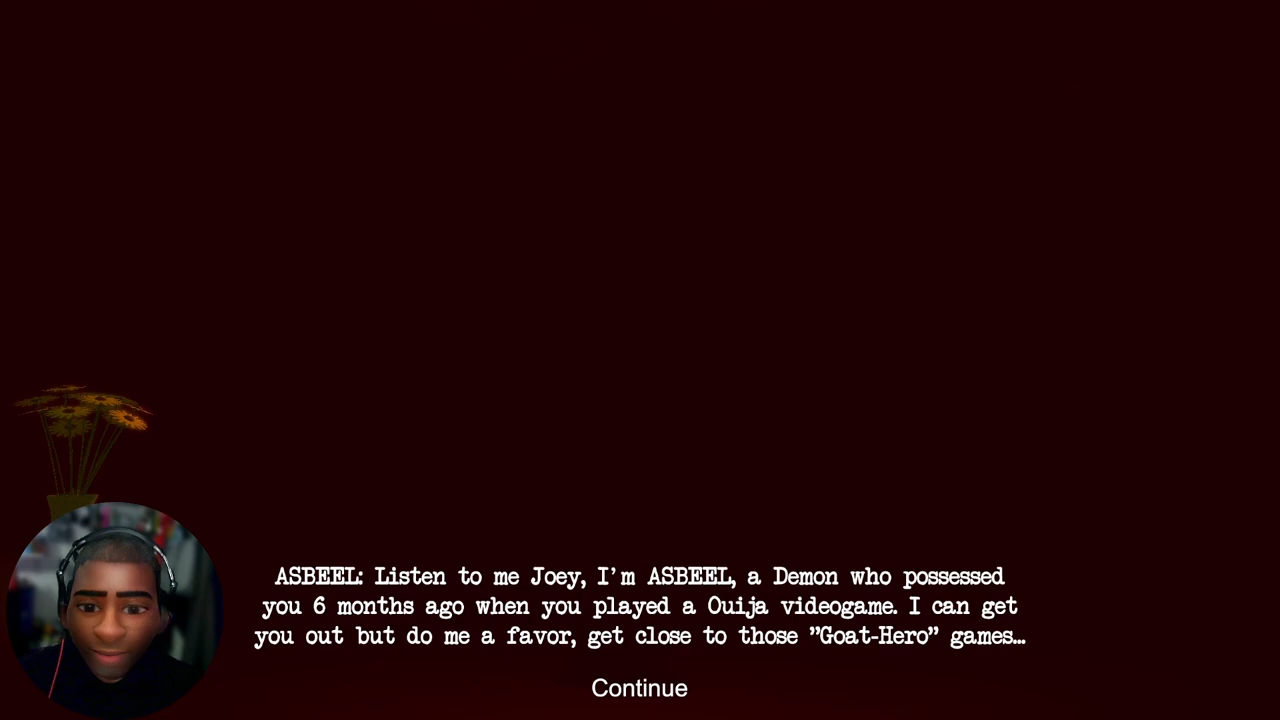 ASBEEL: Listen to me Joey, I'm ASBEEL, a Demon who possessed
you 6 months ago when you played a Ouija videogame. I can get
you out but do me a favor, get close to those ”Goat-Hero” games...
Continue